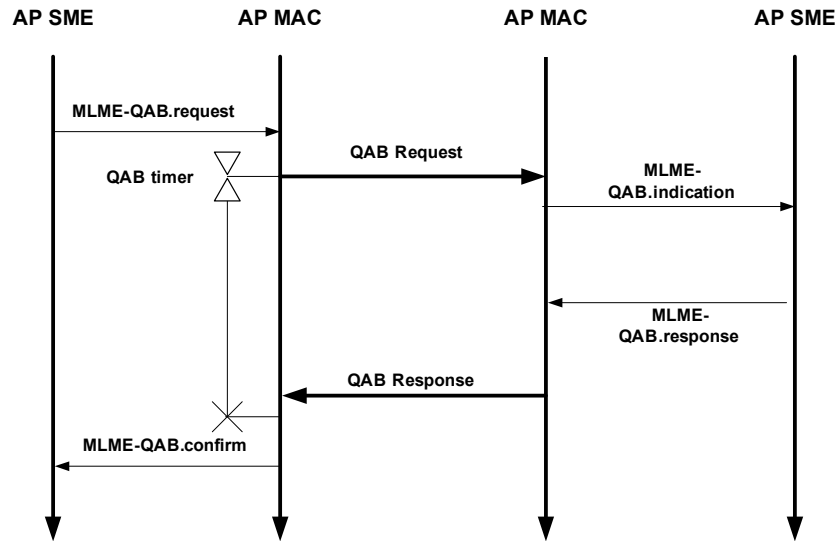 AP SME
AP MAC
AP MAC
AP SME
MLME-QAB.request
QAB Request
QAB timer
MLME-
QAB.indication
MLME-
QAB.response
QAB Response
MLME-QAB.confirm